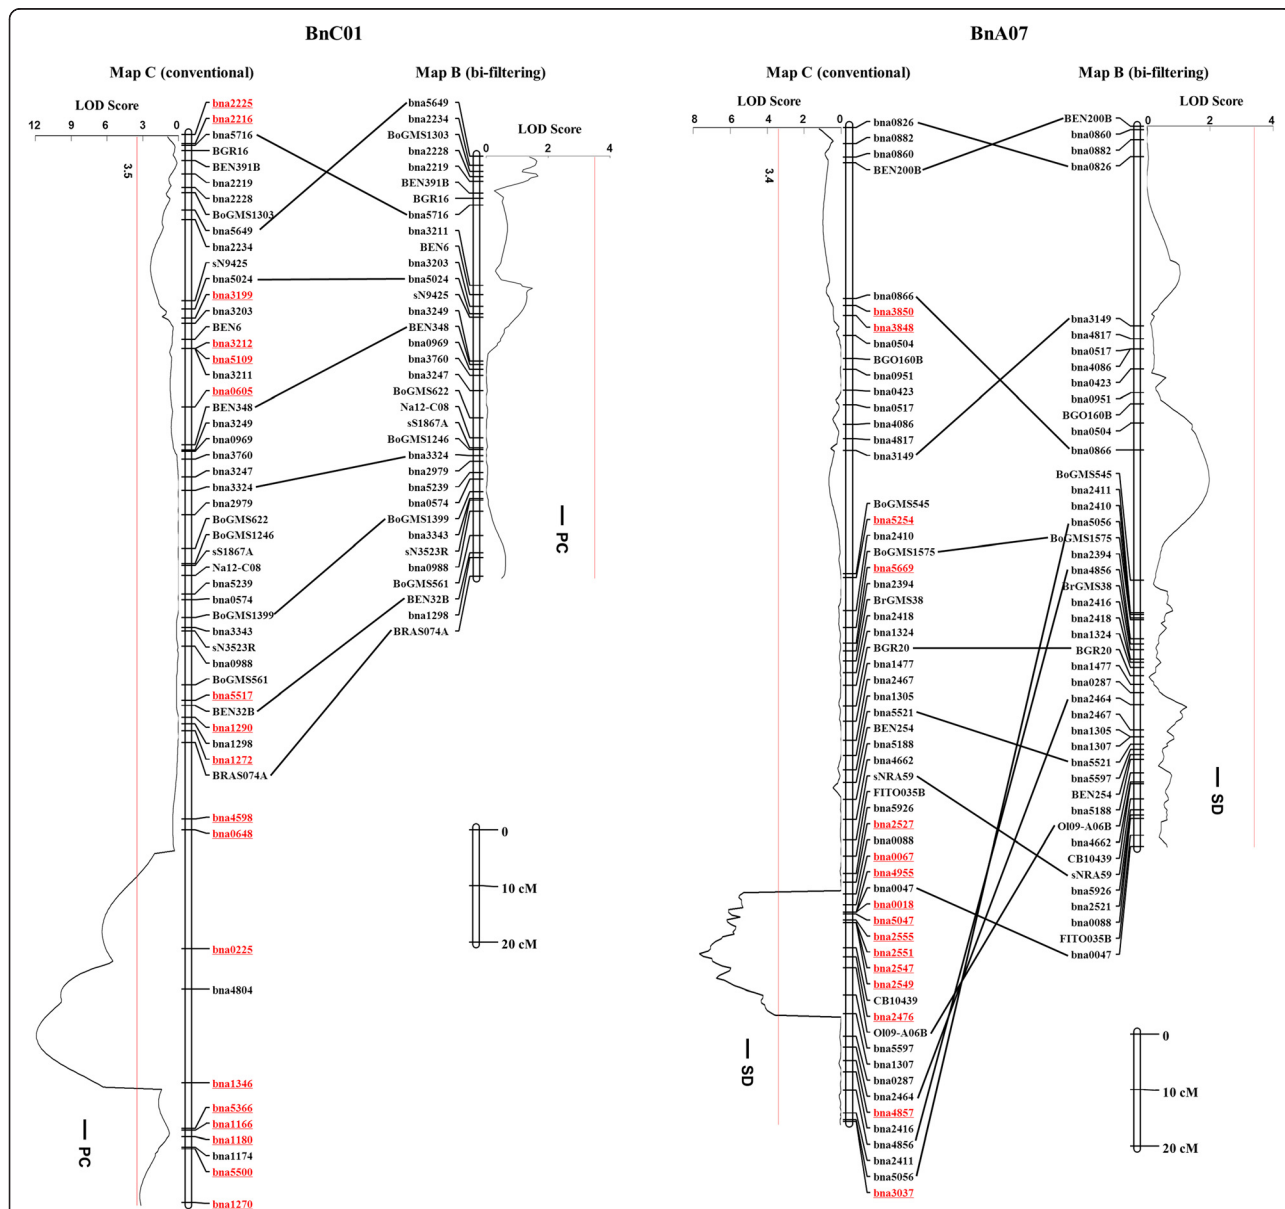 BnC01
Map C (conventional)
LOD Score
12 9 6 3 0
3.5
bna2225
bna2216
bna5716
BGR16
BEN391B
bna2219
bna2228
BoGMS1303
bna5649
bna2234
sN9425
bna5024
bna3199
bna3203
BEN6
bna3212
bna5109
bna3211
bna0605
BEN348
bna3249
bna0969
bna3760
bna3247
bna3324
bna2979
BoGMS622
BoGMS1246
sS1867A
Na12-C08
bna5239
bna0574
BoGMS1399
bna3343
sN3523R
bna0988
BoGMS561
bna5517
BEN32B
bna1290
bna1298
bna1272
BRAS074A
bna4598
bna0648
bna0225
bna4804
bna1346
bna5366
bna1166
bna1180
bna1174
bna5500
bna1270
PC
Map B (bi-filtering)
LOD Score
0 2 4
bna5649
bna2234
BoGMS1303
bna2228
bna2219
BEN391B
BGR16
bna5716
bna3211
BEN6
bna3203
bna5024
sN9425
bna3249
BEN348
bna0969
bna3760
bna3247
BoGMS622
Na12-C08
sS1867A
BoGMS1246
bna3324
bna2979
bna5239
bna0574
BoGMS1399
bna3343
sN3523R
bna0988
BoGMS561
BEN32B
bna1298
BRAS074A
PC
0
10 cM
20 cM
BnA07
Map C (conventional)
LOD Score
8 4 2 0
3.4
bna0826
bna0882
bna0860
BEN200B
bna0866
bna3850
bna3848
bna0504
BGO160B
bna0951
bna0423
bna0517
bna4086
bna4817
bna3149
BoGMS545
bna5254
bna2410
BoGMS1575
bna5669
bna2394
BrGMS38
bna2418
bna1324
BGR20
bna1477
bna2467
bna1305
bna5521
BEN254
bna5188
bna4662
sNRA59
FITO035B
bna5926
bna2527
bna0088
bna0067
bna4955
bna0047
bna0018
bna5047
bna2555
bna2551
bna2547
bna2549
CB10439
bna2476
Ol09-A06B
bna5597
bna1307
bna0287
bna2464
bna4857
bna2416
bna4856
bna2411
bna5056
bna3037
SD
Map B (bi-filtering)
LOD Score
0 2 4
BEN200B
bna0860
bna0882
bna0826
bna3149
bna4817
bna0517
bna4086
bna0423
bna0951
BGO160B
bna0504
bna0866
BoGMS545
bna2411
bna2410
bna5056
BoGMS1575
bna2394
bna4856
BrGMS38
bna2416
bna2418
bna1324
BGR20
bna1477
bna0287
bna2464
bna2467
bna1305
bna1307
bna5521
bna5597
BEN254
bna5188
Ol09-A06B
bna4662
CB10439
sNRA59
bna5926
bna2521
bna0088
FITO035B
bna0047
SD
0
10 cM
20 cM